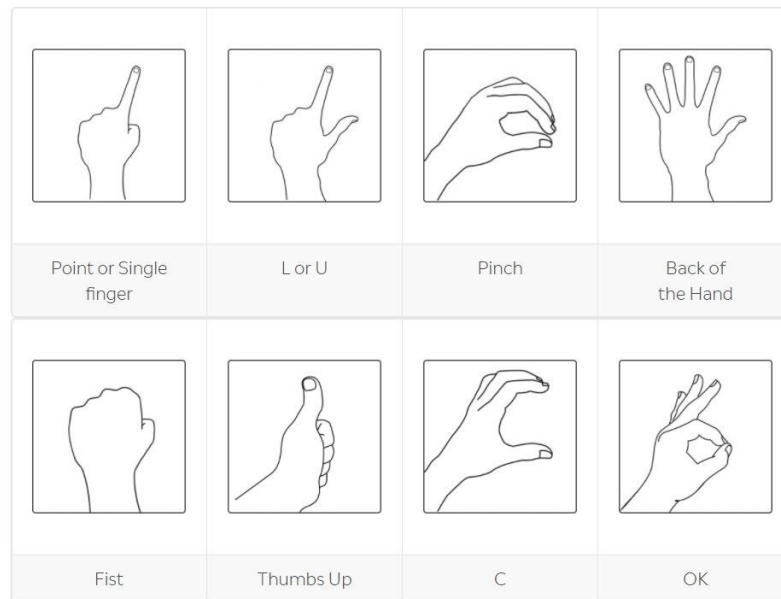 Point or Single
finger
L or U
Pinch
Back of
the Hand
Fist
Thumbs Up
C
OK